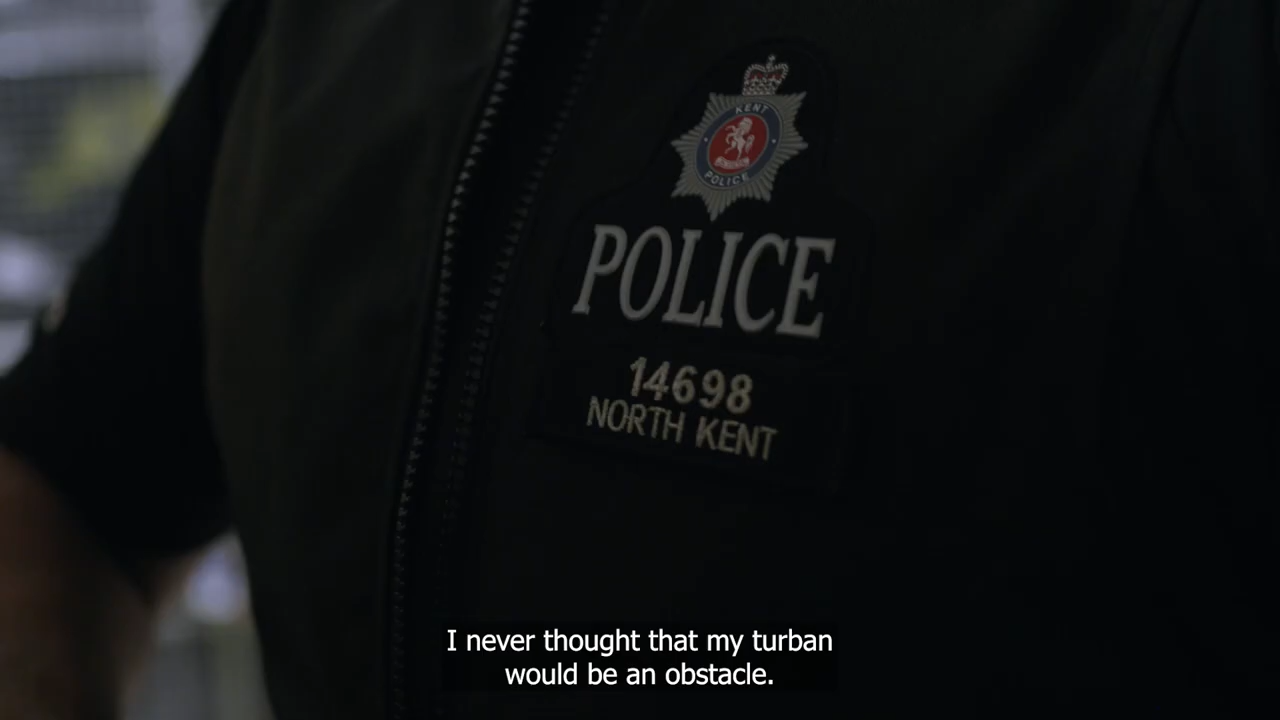 KENT
POLICE
POLICE
14698
NORTH KENT
I never thought that my turban
would be an obstacle.